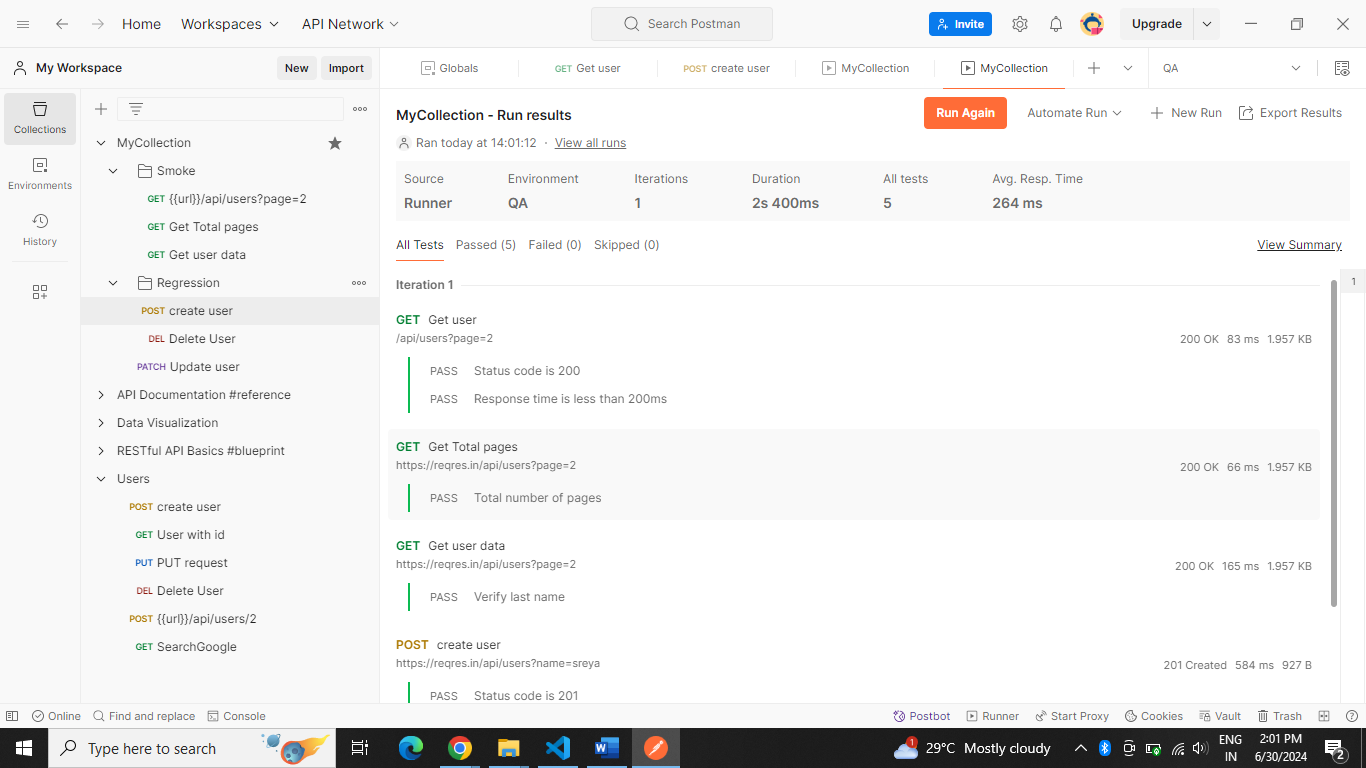 Home Workspaces API Network Search Postman Invite Upgrade
My Workspace New Import Globals GET Get user POST create user MyCollection MyCollection QA
Collections
Environments
History
MyCollection
Smoke
GET {{url}}/api/users?page=2
GET Get Total pages
GET Get user data
Regression
POST create user
DEL Delete User
PATCH Update user
API Documentation #reference
Data Visualization
RESTful API Basics #blueprint
Users
POST create user
GET User with id
PUT PUT request
DEL Delete User
POST {{url}}/api/users/2
GET SearchGoogle
MyCollection - Run results Run Again Automate Run New Run Export Results
Ran today at 14:01:12 · View all runs
Source Environment Iterations Duration All tests Avg. Resp. Time
Runner QA 1 2s 400ms 5 264 ms
All Tests Passed (5) Failed (0) Skipped (0) View Summary
Iteration 1 1
GET Get user
/api/users?page=2 200 OK 83 ms 1.957 KB
PASS Status code is 200
PASS Response time is less than 200ms
GET Get Total pages
https://reqres.in/api/users?page=2 200 OK 66 ms 1.957 KB
PASS Total number of pages
GET Get user data
https://reqres.in/api/users?page=2 200 OK 165 ms 1.957 KB
PASS Verify last name
POST create user
https://reqres.in/api/users?name=sreya 201 Created 584 ms 927 B
PASS Status code is 201
Online Find and replace Console Postbot Runner Start Proxy Cookies Vault Trash
Type here to search 1 29°C Mostly cloudy ENG IN 2:01 PM 6/30/2024 2